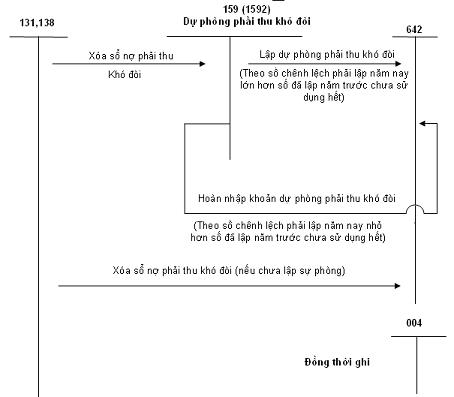 159 (1592)
131,138
Dự phòng phải thu khó đòi
642
Xóa sổ nợ phải thu
Khó đòi
Lập dự phòng phải thu khó đòi
(Theo số chênh lệch phải lập năm nay
lớn hơn số đã lập năm trước chưa sử
dụng hết)
Hoàn nhập khoản dự phòng phải thu khó đòi
(Theo số chênh lệch phải lập năm nay nhỏ
hơn số đã lập năm trước chưa sử dụng hết)
Xóa sổ nợ phải thu khó đòi (nếu chưa lập sự phòng)
004
Đồng thời ghi